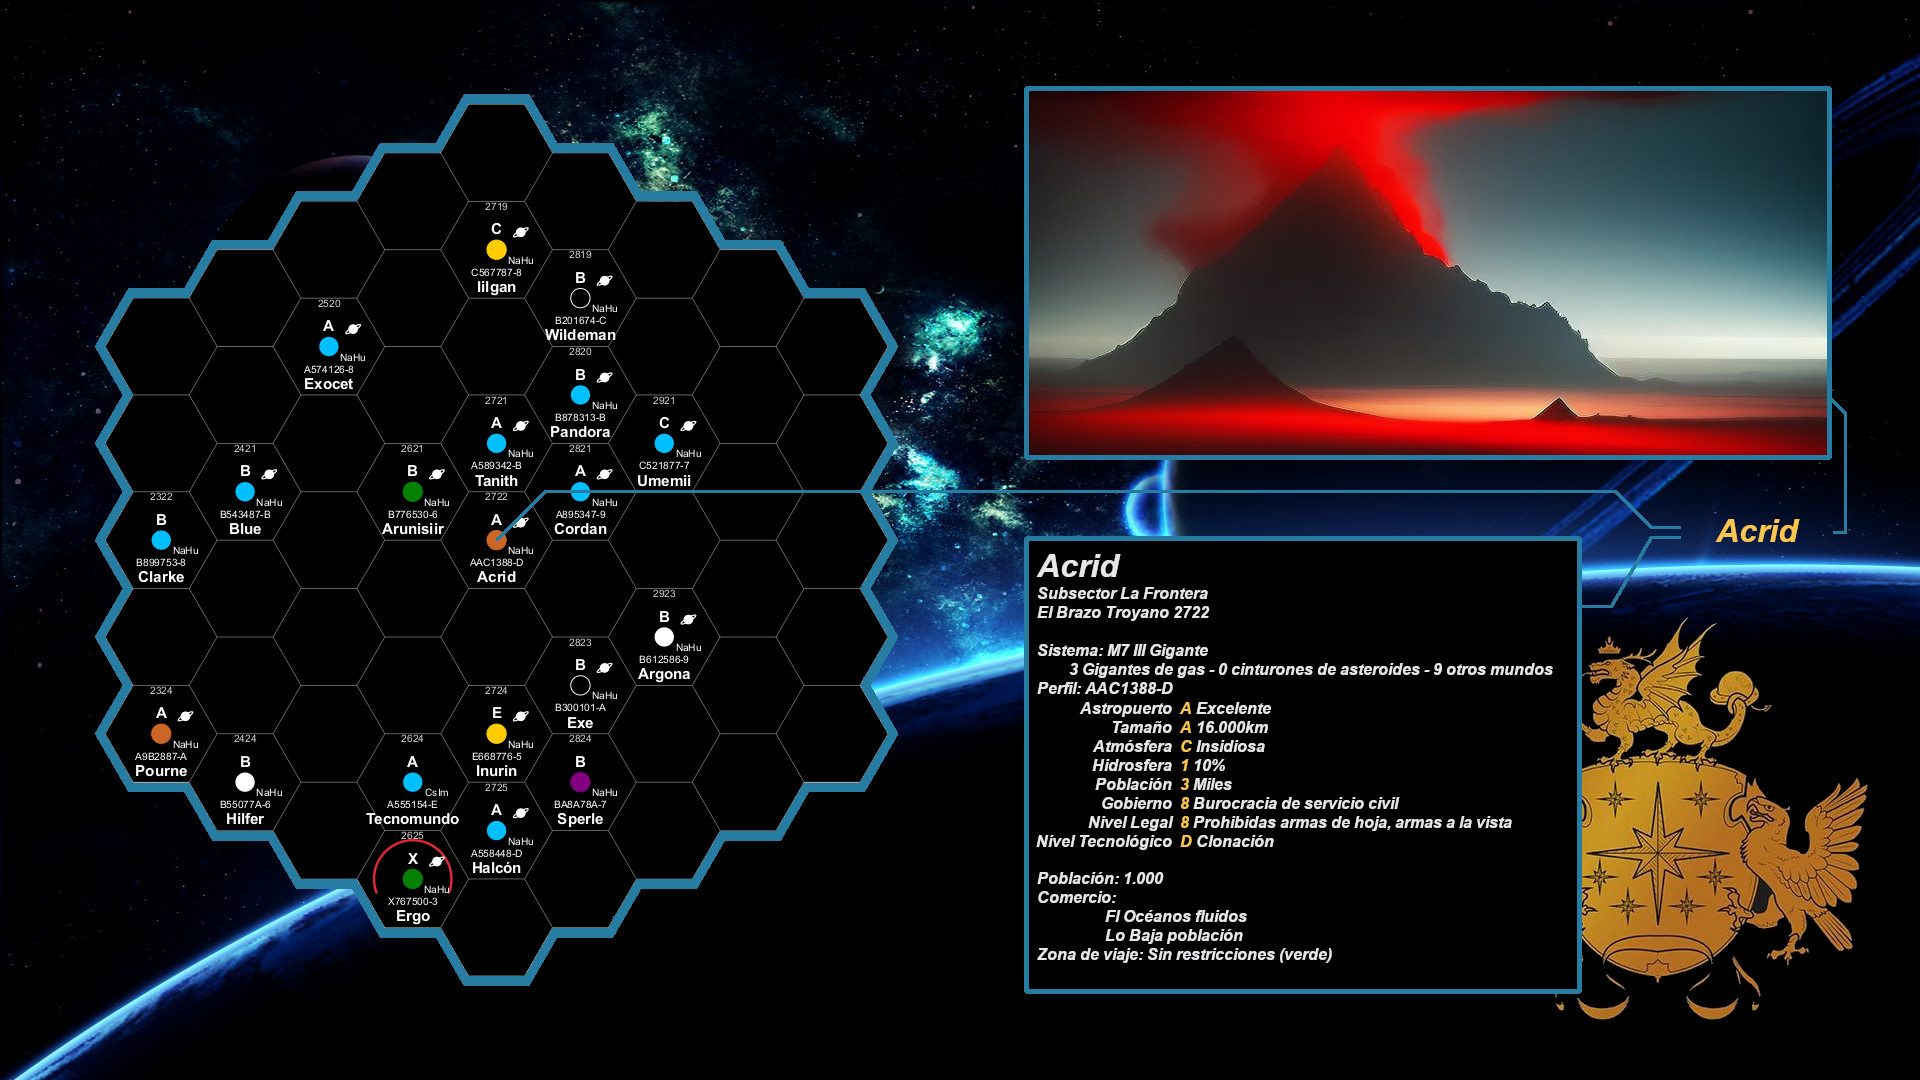 2719
C
NaHu
C567787-8
Iilgan
2819
B
NaHu
B201674-C
Wildeman
2520
A
NaHu
A574126-8
Exocet
2820
B
NaHu
B878313-B
Pandora
2721
A
NaHu
A589342-B
Tanith
2921
C
NaHu
C521877-7
Umemii
2421
B
NaHu
B543487-B
Blue
2621
B
NaHu
B776530-6
Arunisiir
2821
A
NaHu
A895347-9
Cordan
2322
B
NaHu
B899753-8
Clarke
2722
A
NaHu
AAC1388-D
Acrid
2923
B
NaHu
B612586-9
Argona
2823
B
NaHu
B300101-A
Exe
2324
A
NaHu
A9B2887-A
Pourne
2724
E
NaHu
E668776-5
Inurin
2424
B
NaHu
B55077A-6
Hilfer
2624
A
CsIm
A555154-E
Tecnomundo
2824
B
NaHu
BA8A78A-7
Sperle
2725
A
NaHu
A558448-D
Halcón
2625
X
NaHu
X767500-3
Ergo
Acrid
Acrid
Subsector La Frontera
El Brazo Troyano 2722
Sistema: M7 III Gigante
3 Gigantes de gas - 0 cinturones de asteroides - 9 otros mundos
Perfil: AAC1388-D
Astropuerto A Excelente
Tamaño A 16.000km
Atmósfera C Insidiosa
Hidrosfera 1 10%
Población 3 Miles
Gobierno 8 Burocracia de servicio civil
Nivel Legal 8 Prohibidas armas de hoja, armas a la vista
Nivel Tecnológico D Clonación
Población: 1.000
Comercio:
Fl Océanos fluidos
Lo Baja población
Zona de viaje: Sin restricciones (verde)